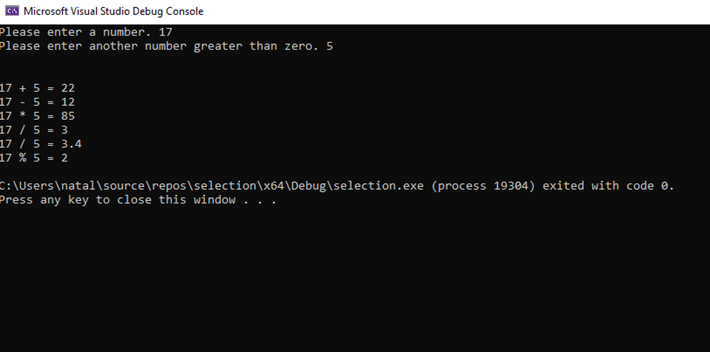 Microsoft Visual Studio Debug Console
Please enter a number. 17
Please enter another number greater than zero. 5
17 + 5 = 22
17 - 5 = 12
17 * 5 = 85
17 / 5 = 3
17 / 5 = 3.4
17 % 5 = 2
C:\Users\natal\source\repos\selection\x64\Debug\selection.exe (process 19304) exited with code 0.
Press any key to close this window . . .